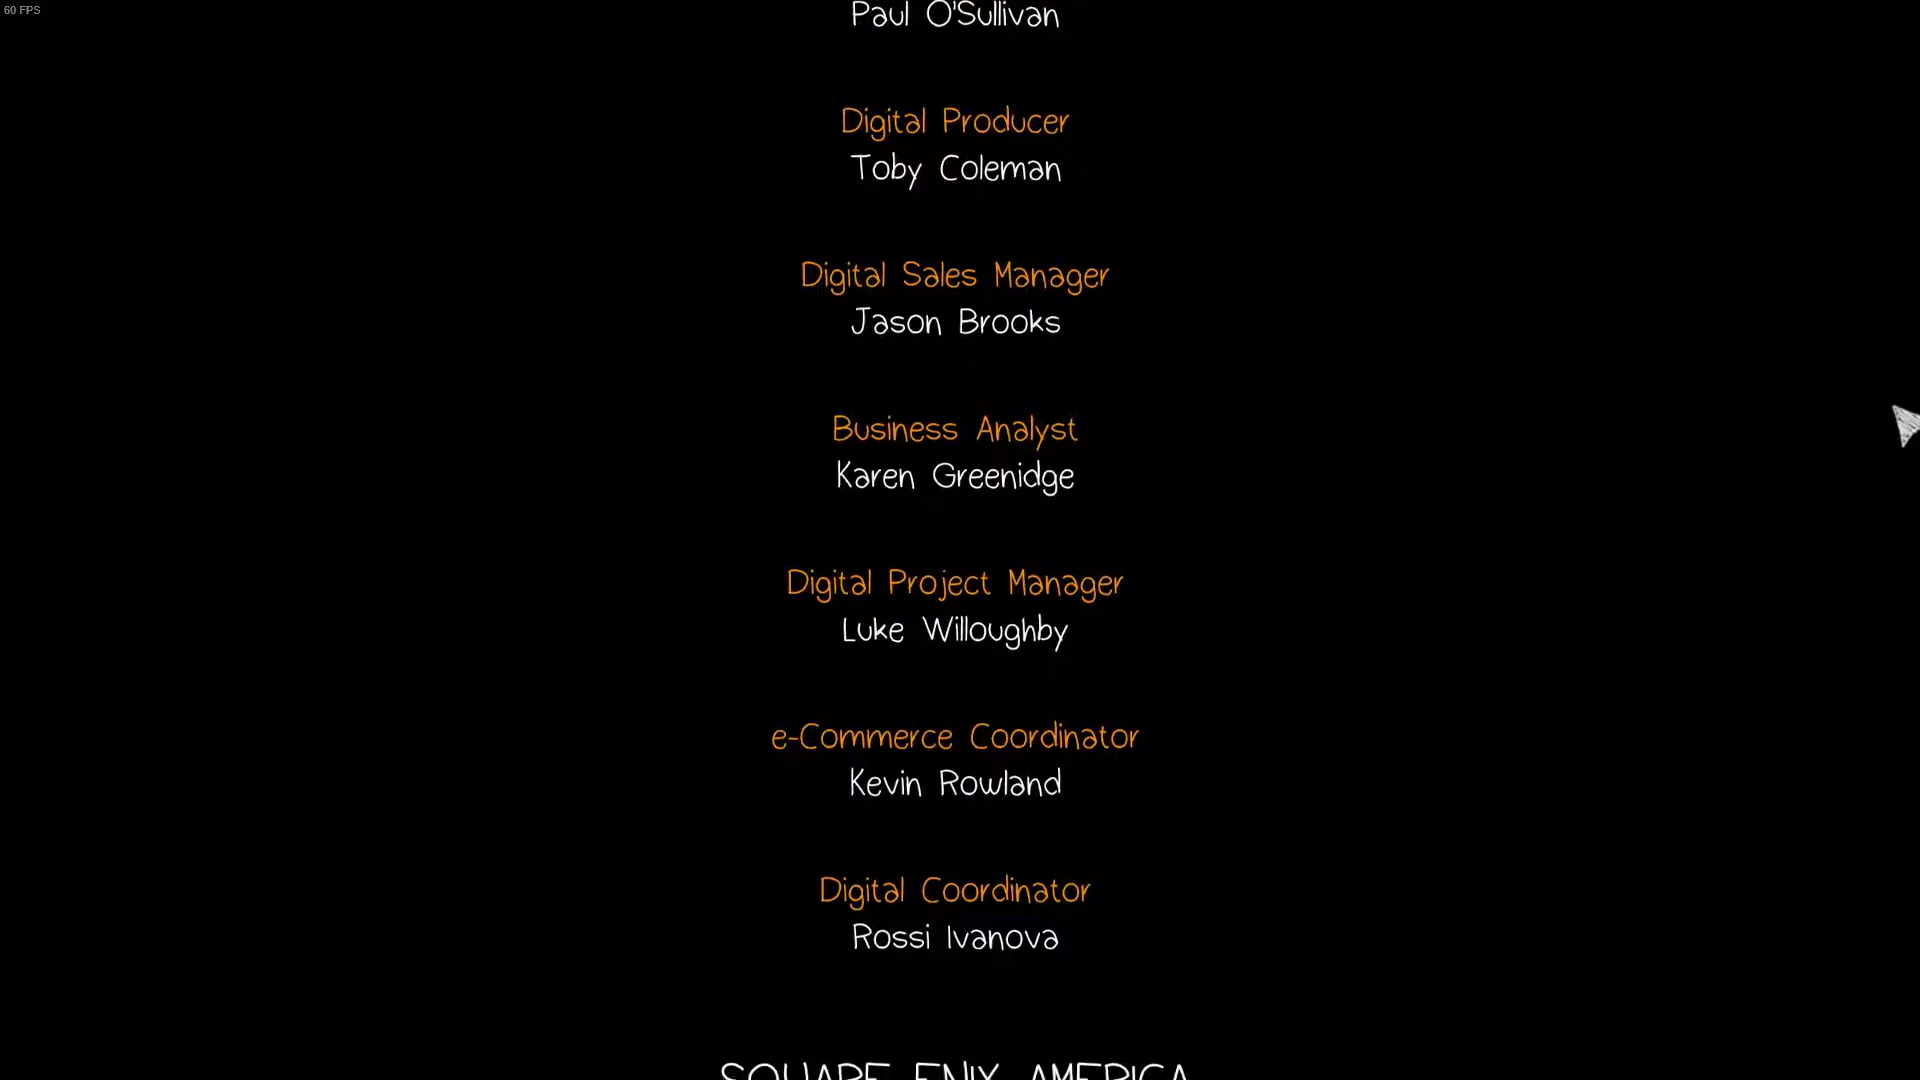 60 FPS
Paul O'Sullivan
Digital Producer
Toby Coleman
Digital Sales Manager
Jason Brooks
Business Analyst
Karen Greenidge
Digital Project Manager
Luke Willoughby
e-Commerce Coordinator
Kevin Rowland
Digital Coordinator
Rossi Ivanova
SQUARE ENIX AMERICA